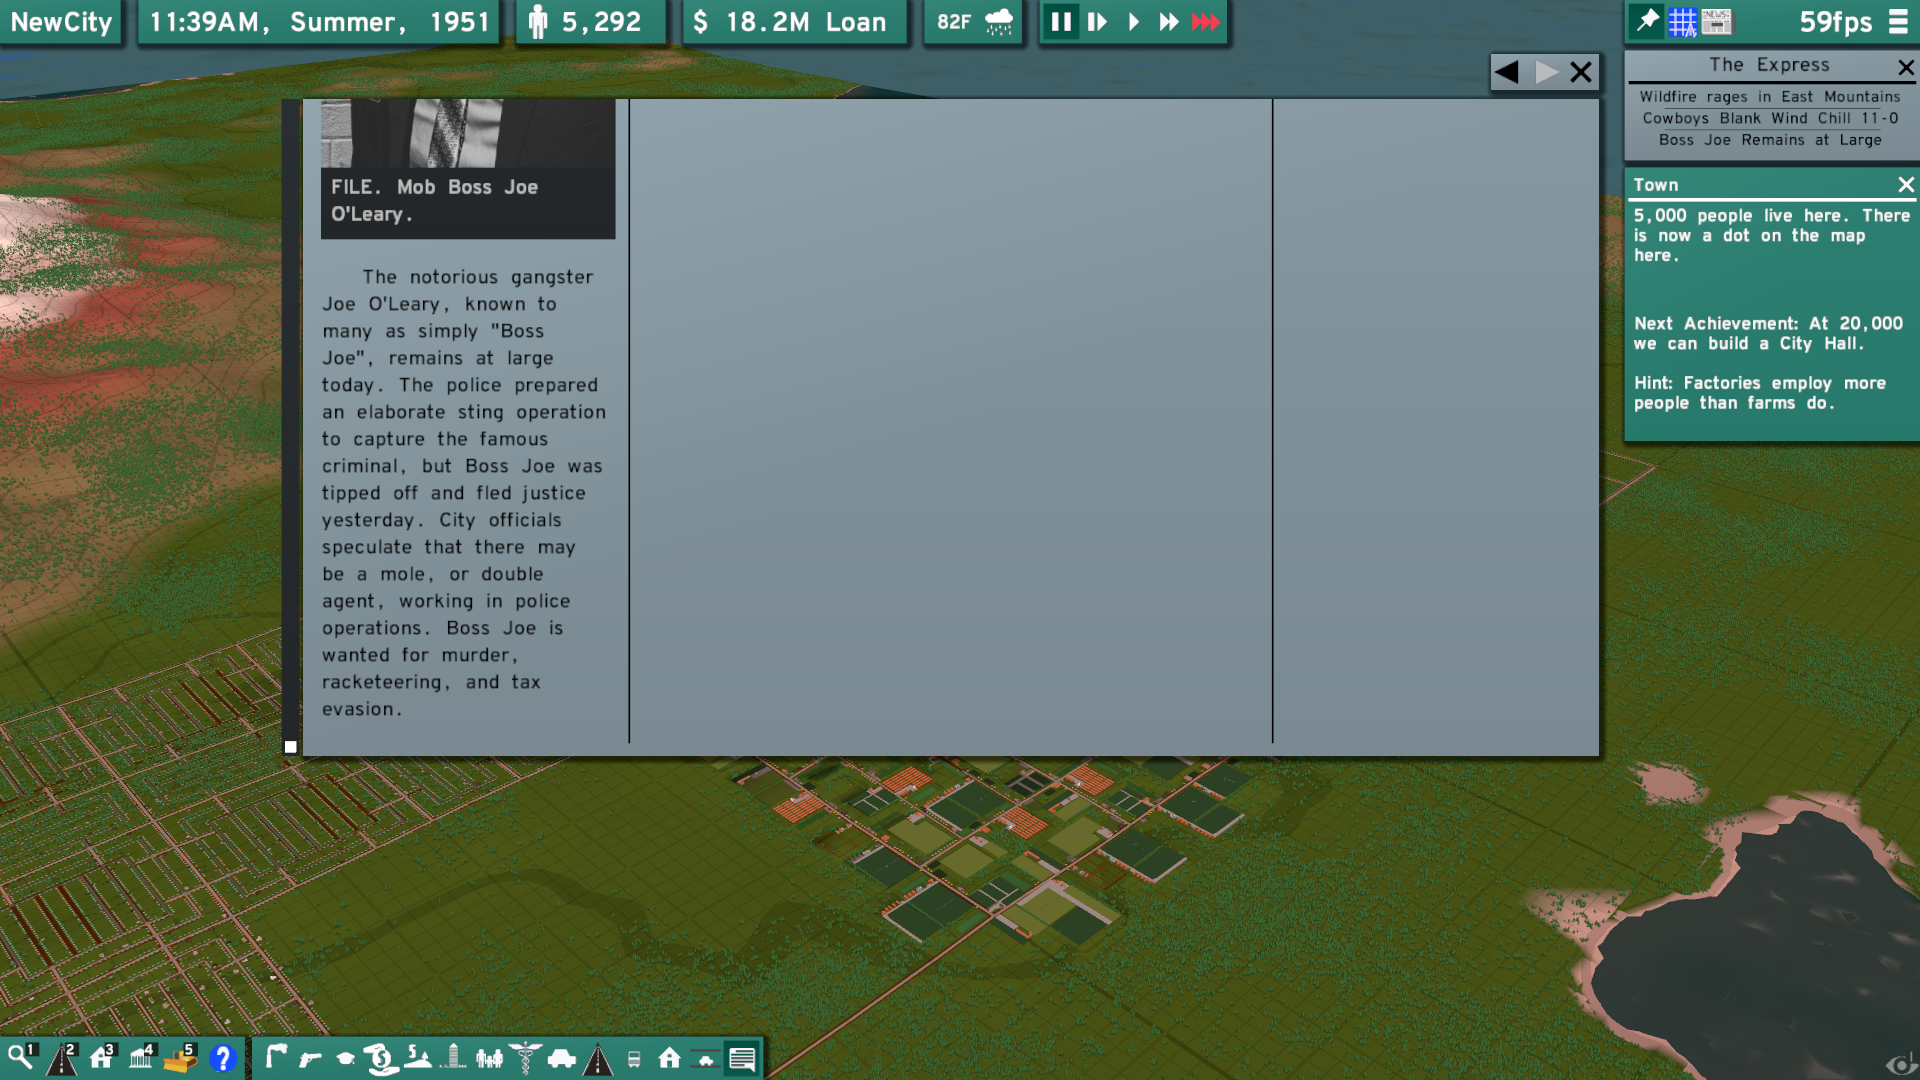 NewCity
11:39AM, Summer, 1951
5,292
$ 18.2M Loan
82F
59fps
The Express
Wildfire rages in East Mountains
Cowboys Blank Wind Chill 11-0
Boss Joe Remains at Large
Town
5,000 people live here. There
is now a dot on the map
here.
Next Achievement: At 20,000
we can build a City Hall.
Hint: Factories employ more
people than farms do.
FILE. Mob Boss Joe
O'Leary.
The notorious gangster
Joe O'Leary, known to
many as simply "Boss
Joe", remains at large
today. The police prepared
an elaborate sting operation
to capture the famous
criminal, but Boss Joe was
tipped off and fled justice
yesterday. City officials
speculate that there may
be a mole, or double
agent, working in police
operations. Boss Joe is
wanted for murder,
racketeering, and tax
evasion.
1 2 3 4 5 ?